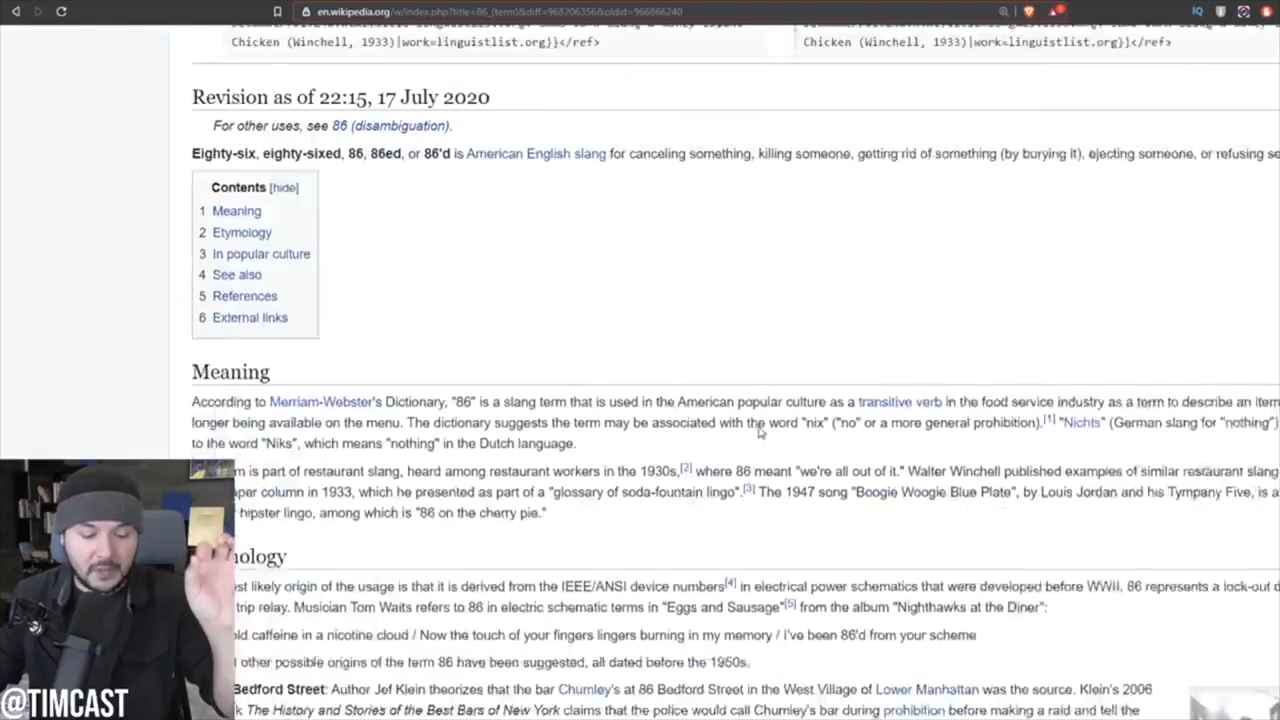 en.wikipedia.org/w/index.php?title=86_(term)&diff=968206356&oldid=966866240
Chicken (Winchell, 1933)|work=linguistlist.org}}</ref>
Chicken (Winchell, 1933)|work=linguistlist.org}}</ref>
Revision as of 22:15, 17 July 2020
For other uses, see 86 (disambiguation).
Eighty-six, eighty-sixed, 86, 86ed, or 86'd is American English slang for canceling something, killing someone, getting rid of something (by burying it), ejecting someone, or refusing se
Contents [hide]
1 Meaning
2 Etymology
3 In popular culture
4 See also
5 References
6 External links
Meaning
According to Merriam-Webster's Dictionary, "86" is a slang term that is used in the American popular culture as a transitive verb in the food service industry as a term to describe an item
longer being available on the menu. The dictionary suggests the term may be associated with the word "nix" ("no" or a more general prohibition).[1] "Nichts" (German slang for "nothing")
to the word "Niks", which means "nothing" in the Dutch language.
m is part of restaurant slang, heard among restaurant workers in the 1930s,[2] where 86 meant "we're all out of it." Walter Winchell published examples of similar restaurant slang
aper column in 1933, which he presented as part of a "glossary of soda-fountain lingo".[3] The 1947 song "Boogie Woogie Blue Plate", by Louis Jordan and his Tympany Five, is a
hipster lingo, among which is "86 on the cherry pie."
nology
st likely origin of the usage is that it is derived from the IEEE/ANSI device numbers[4] in electrical power schematics that were developed before WWII. 86 represents a lock-out d
trip relay. Musician Tom Waits refers to 86 in electric schematic terms in "Eggs and Sausage"[5] from the album "Nighthawks at the Diner":
old caffeine in a nicotine cloud / Now the touch of your fingers lingers burning in my memory / I've been 86'd from your scheme
other possible origins of the term 86 have been suggested, all dated before the 1950s.
Bedford Street: Author Jef Klein theorizes that the bar Chumley's at 86 Bedford Street in the West Village of Lower Manhattan was the source. Klein's 2006
k The History and Stories of the Best Bars of New York claims that the police would call Chumley's bar during prohibition before making a raid and tell the
@TIMCAST